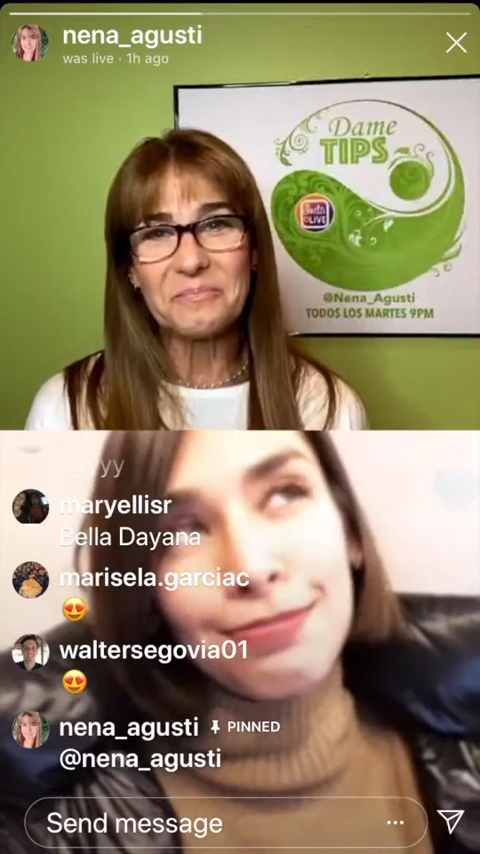 nena_agusti
was live · 1h ago
Dame
TIPS
Insta
LIVE
@Nena_Agusti
TODOS LOS MARTES 9PM
maryellisr
Bella Dayana
marisela.garciac
😍
waltersegovia01
😍
nena_agusti PINNED
@nena_agusti
Send message